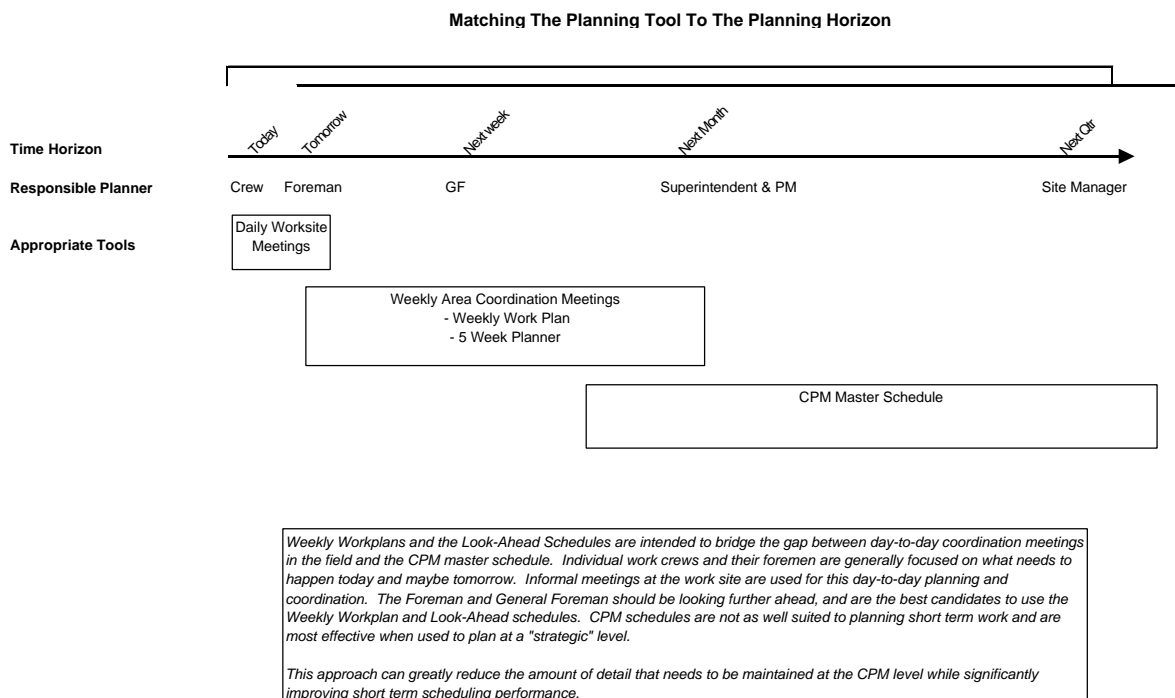 Matching The Planning Tool To The Planning Horizon
Today Tomorrow Next week Next Month Next Qtr
Time Horizon
Responsible Planner Crew Foreman GF Superintendent & PM Site Manager
Appropriate Tools
Daily Worksite
Meetings
Weekly Area Coordination Meetings
- Weekly Work Plan
- 5 Week Planner
CPM Master Schedule
Weekly Workplans and the Look-Ahead Schedules are intended to bridge the gap between day-to-day coordination meetings
in the field and the CPM master schedule. Individual work crews and their foremen are generally focused on what needs to
happen today and maybe tomorrow. Informal meetings at the work site are used for this day-to-day planning and
coordination. The Foreman and General Foreman should be looking further ahead, and are the best candidates to use the
Weekly Workplan and Look-Ahead schedules. CPM schedules are not as well suited to planning short term work and are
most effective when used to plan at a "strategic" level.
This approach can greatly reduce the amount of detail that needs to be maintained at the CPM level while significantly
improving short term scheduling performance.